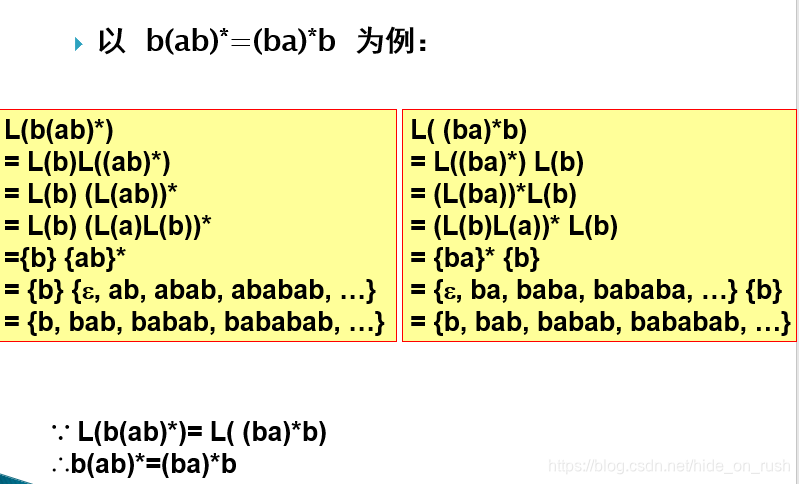 以 b(ab)*=(ba)*b 为例：
L(b(ab)*)
= L(b)L((ab)*)
= L(b) (L(ab))*
= L(b) (L(a)L(b))*
={b} {ab}*
= {b} {ε, ab, abab, ababab, …}
= {b, bab, babab, bababab, …}
L( (ba)*b)
= L((ba)*) L(b)
= (L(ba))*L(b)
= (L(b)L(a))* L(b)
= {ba}* {b}
= {ε, ba, baba, bababa, …} {b}
= {b, bab, babab, bababab, …}
∵ L(b(ab)*)= L( (ba)*b)
∴b(ab)*=(ba)*b
https://blog.csdn.net/hide_on_rush